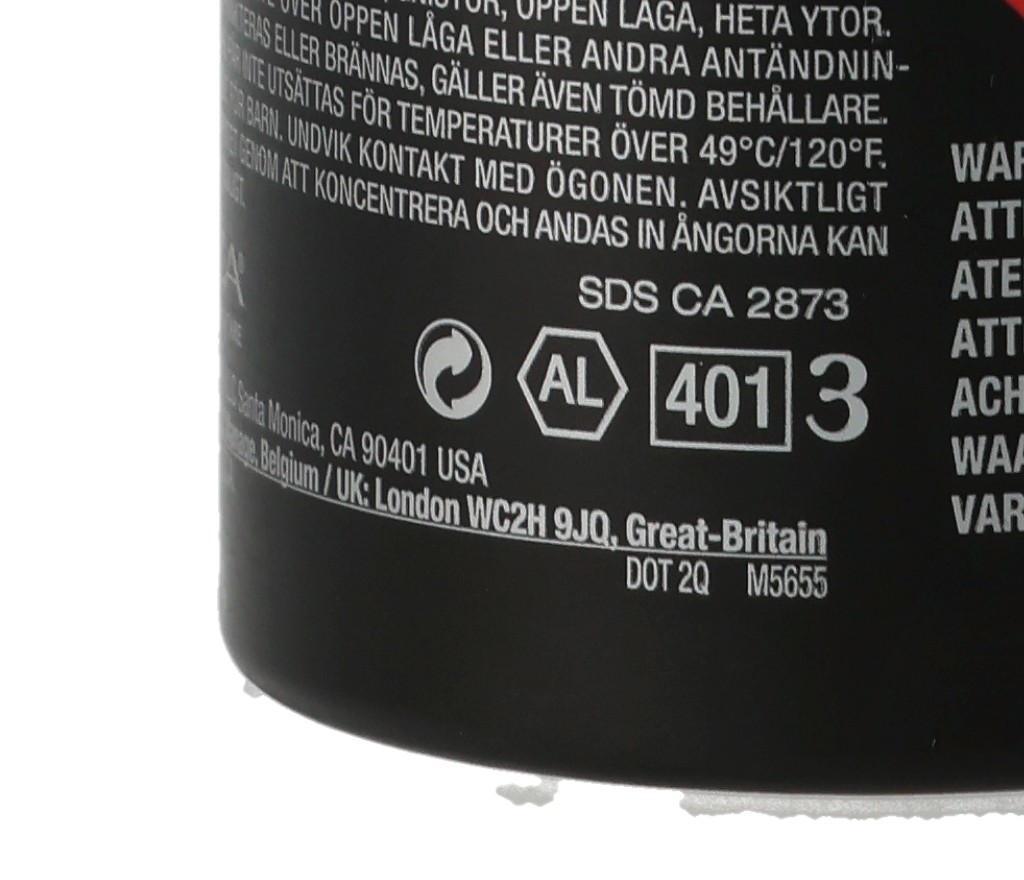 ÖPPEN LÅGA, HETA YTOR.
ÖVER ÖPPEN LÅGA ELLER ANDRA ANTÄNDNIN-
ELLER BRÄNNAS, GÄLLER ÄVEN TÖMD BEHÅLLARE.
INTE UTSÄTTAS FÖR TEMPERATURER ÖVER 49°C/120°F.
BARN. UNDVIK KONTAKT MED ÖGONEN. AVSIKTLIGT
GENOM ATT KONCENTRERA OCH ANDAS IN ÅNGORNA KAN
SDS CA 2873
AL 401 3
Santa Monica, CA 90401 USA
Belgium / UK: London WC2H 9JQ, Great-Britain
DOT 2Q M5655
WAR
ATT
ATE
ATT
ACH
WAA
VAR